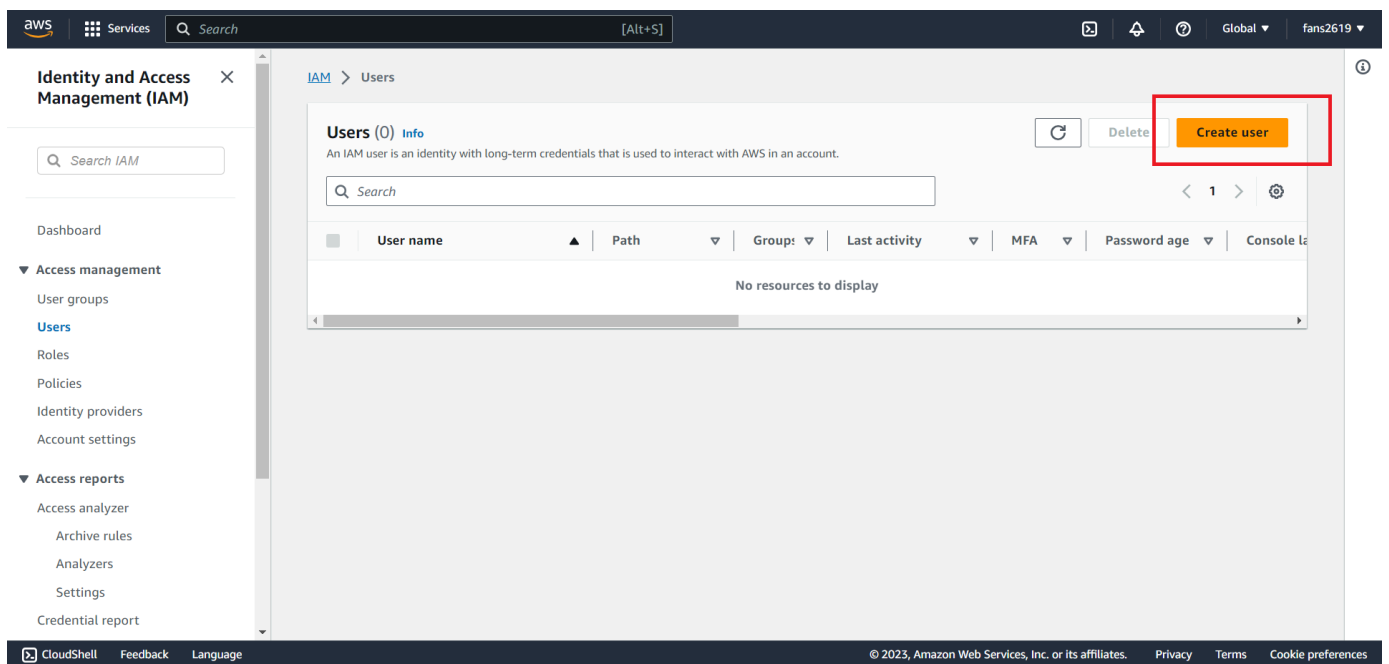 aws Services Search [Alt+S] Global ▼ fans2619 ▼
Identity and Access
Management (IAM)
Search IAM
Dashboard
▼ Access management
User groups
Users
Roles
Policies
Identity providers
Account settings
▼ Access reports
Access analyzer
Archive rules
Analyzers
Settings
Credential report
IAM > Users
Users (0) Info
Delete
Create user
An IAM user is an identity with long-term credentials that is used to interact with AWS in an account.
Search
< 1 >
User name ▲ Path ▽ Groups ▽ Last activity ▽ MFA ▽ Password age ▽ Console la
No resources to display
CloudShell Feedback Language © 2023, Amazon Web Services, Inc. or its affiliates. Privacy Terms Cookie preferences